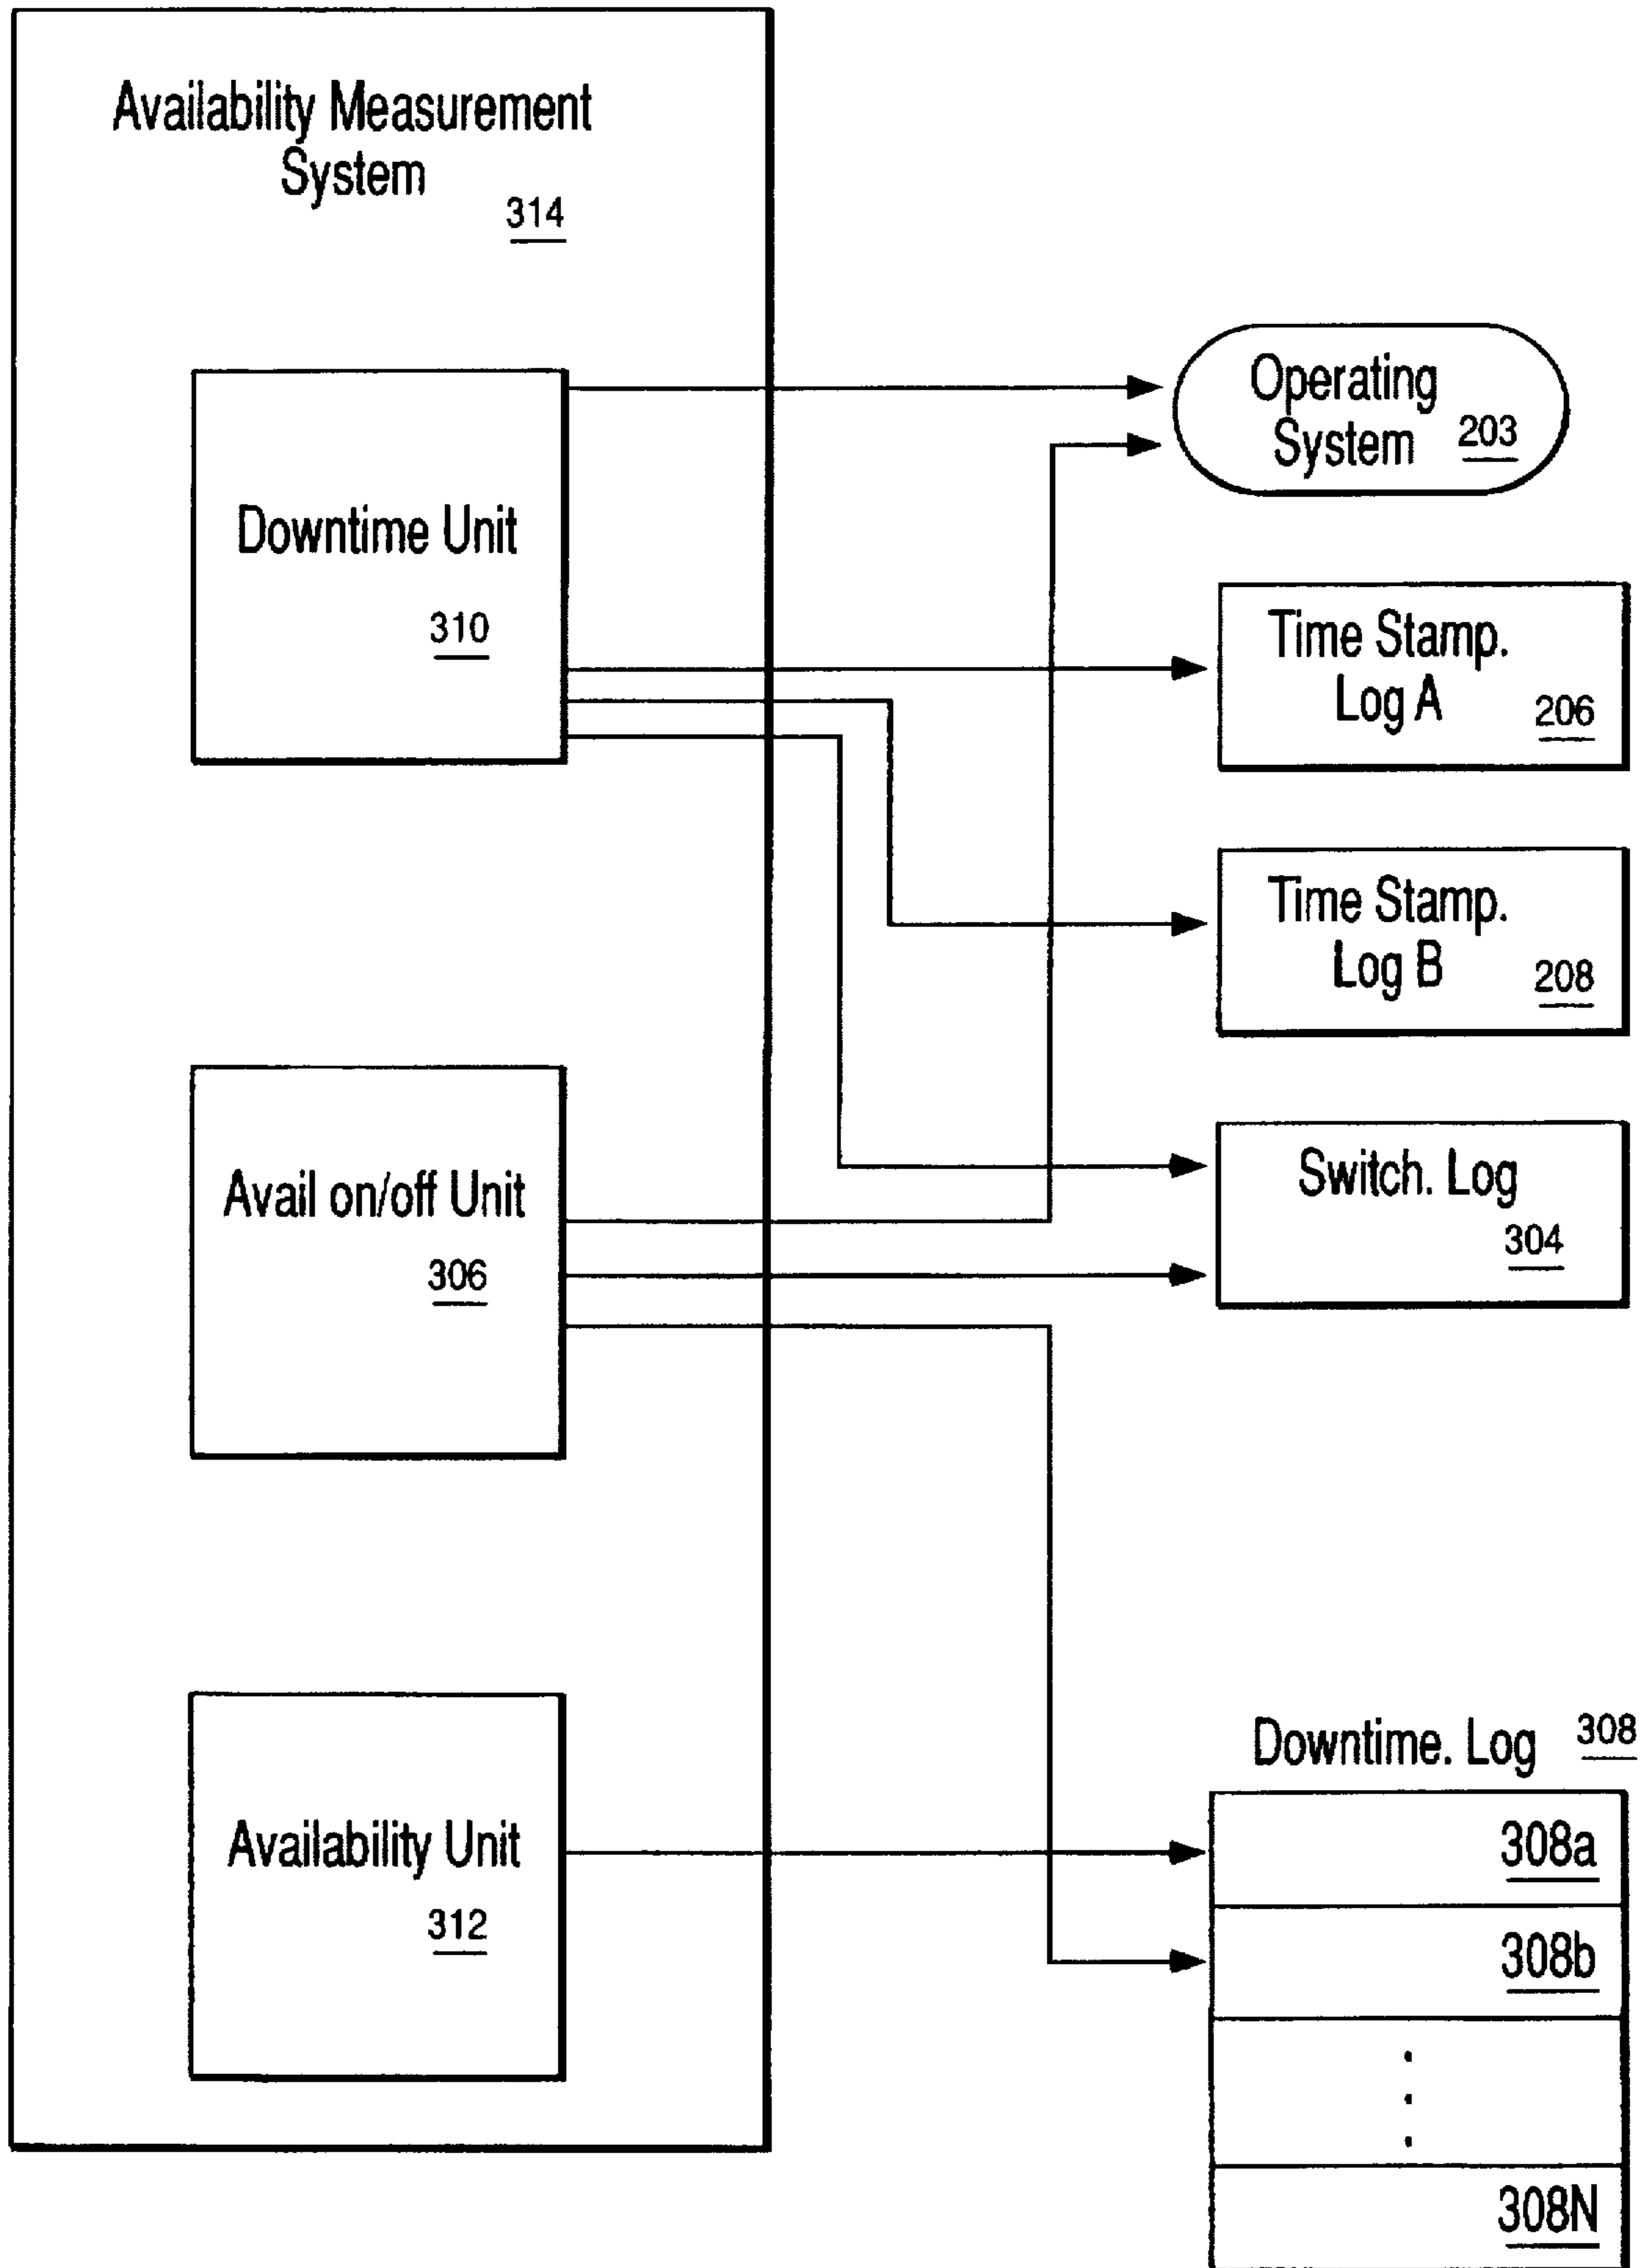 Availability Measurement
System
314
Downtime Unit
310
Avail on/off Unit
306
Availability Unit
312
Operating
System 203
Time Stamp.
Log A 206
Time Stamp.
Log B 208
Switch. Log
304
Downtime. Log 308
308a
308b
308N